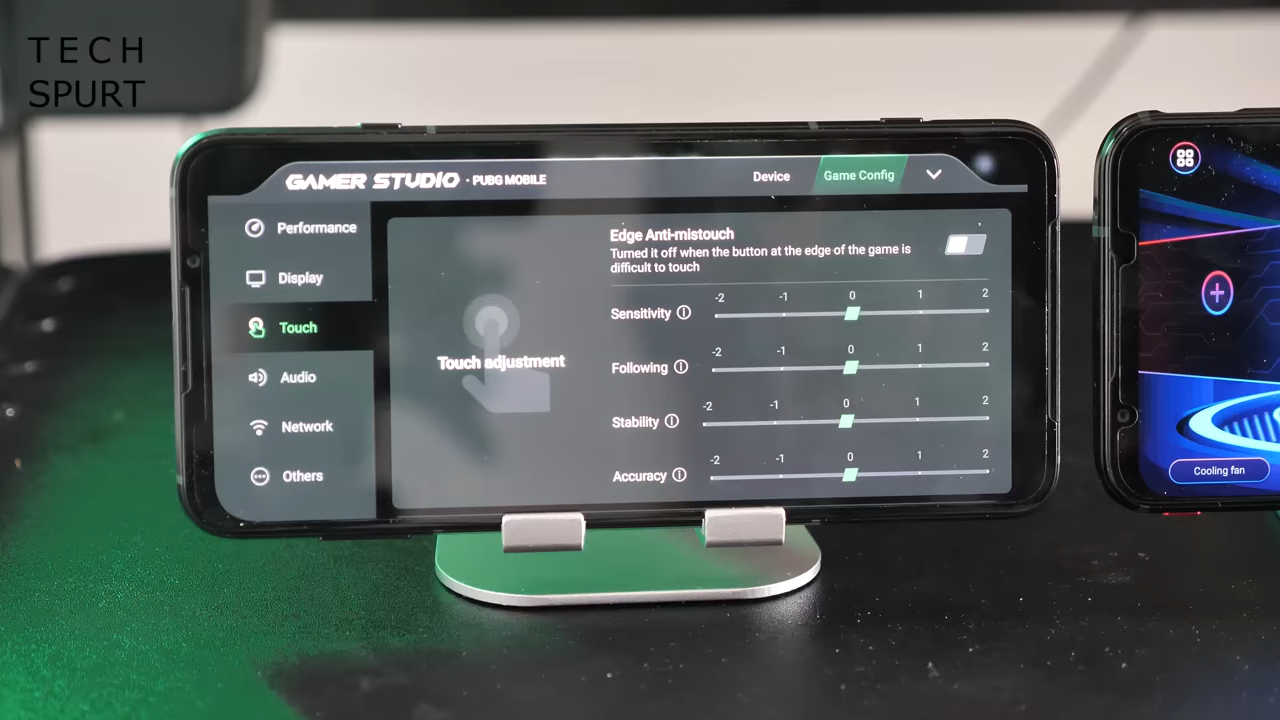 TECH
SPURT
GAMER STUDIO · PUBG MOBILE
Device
Game Config
Performance
Display
Touch
Audio
Network
Others
Touch adjustment
Edge Anti-mistouch
Turned it off when the button at the edge of the game is
difficult to touch
-2 -1 0 1 2
Sensitivity
-2 -1 0 1 2
Following
-2 -1 0 1 2
Stability
-2 -1 0 1 2
Accuracy
Cooling fan